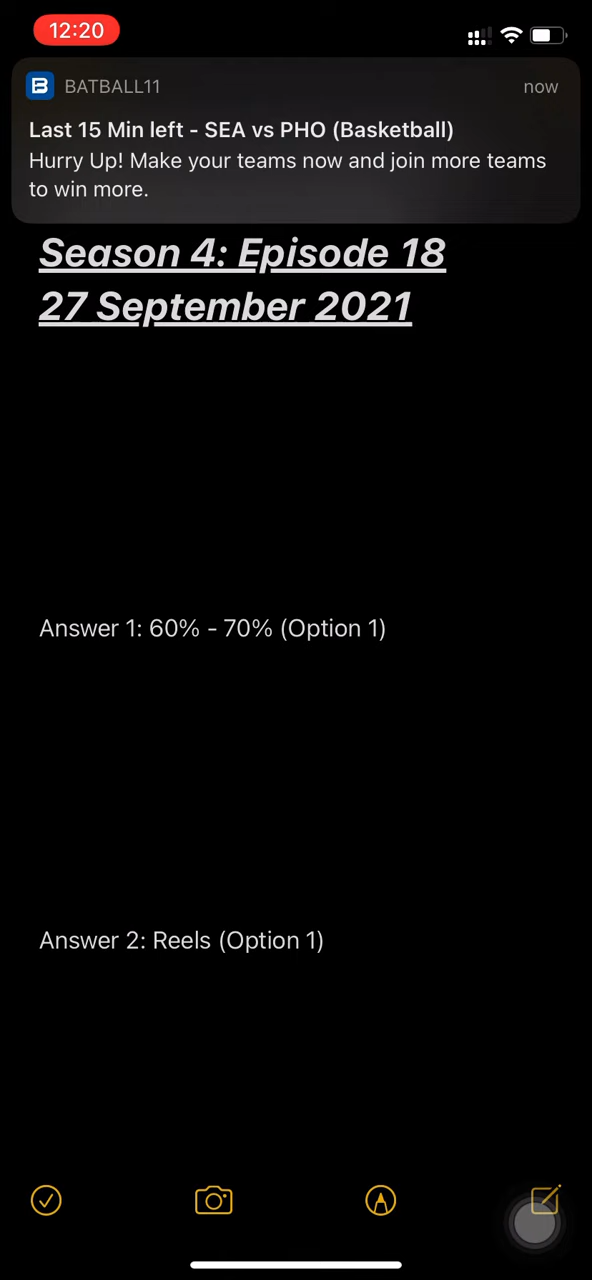 12:20
BATBALL11
now
Last 15 Min left - SEA vs PHO (Basketball)
Hurry Up! Make your teams now and join more teams
to win more.
Season 4: Episode 18
27 September 2021
Answer 1: 60% - 70% (Option 1)
Answer 2: Reels (Option 1)